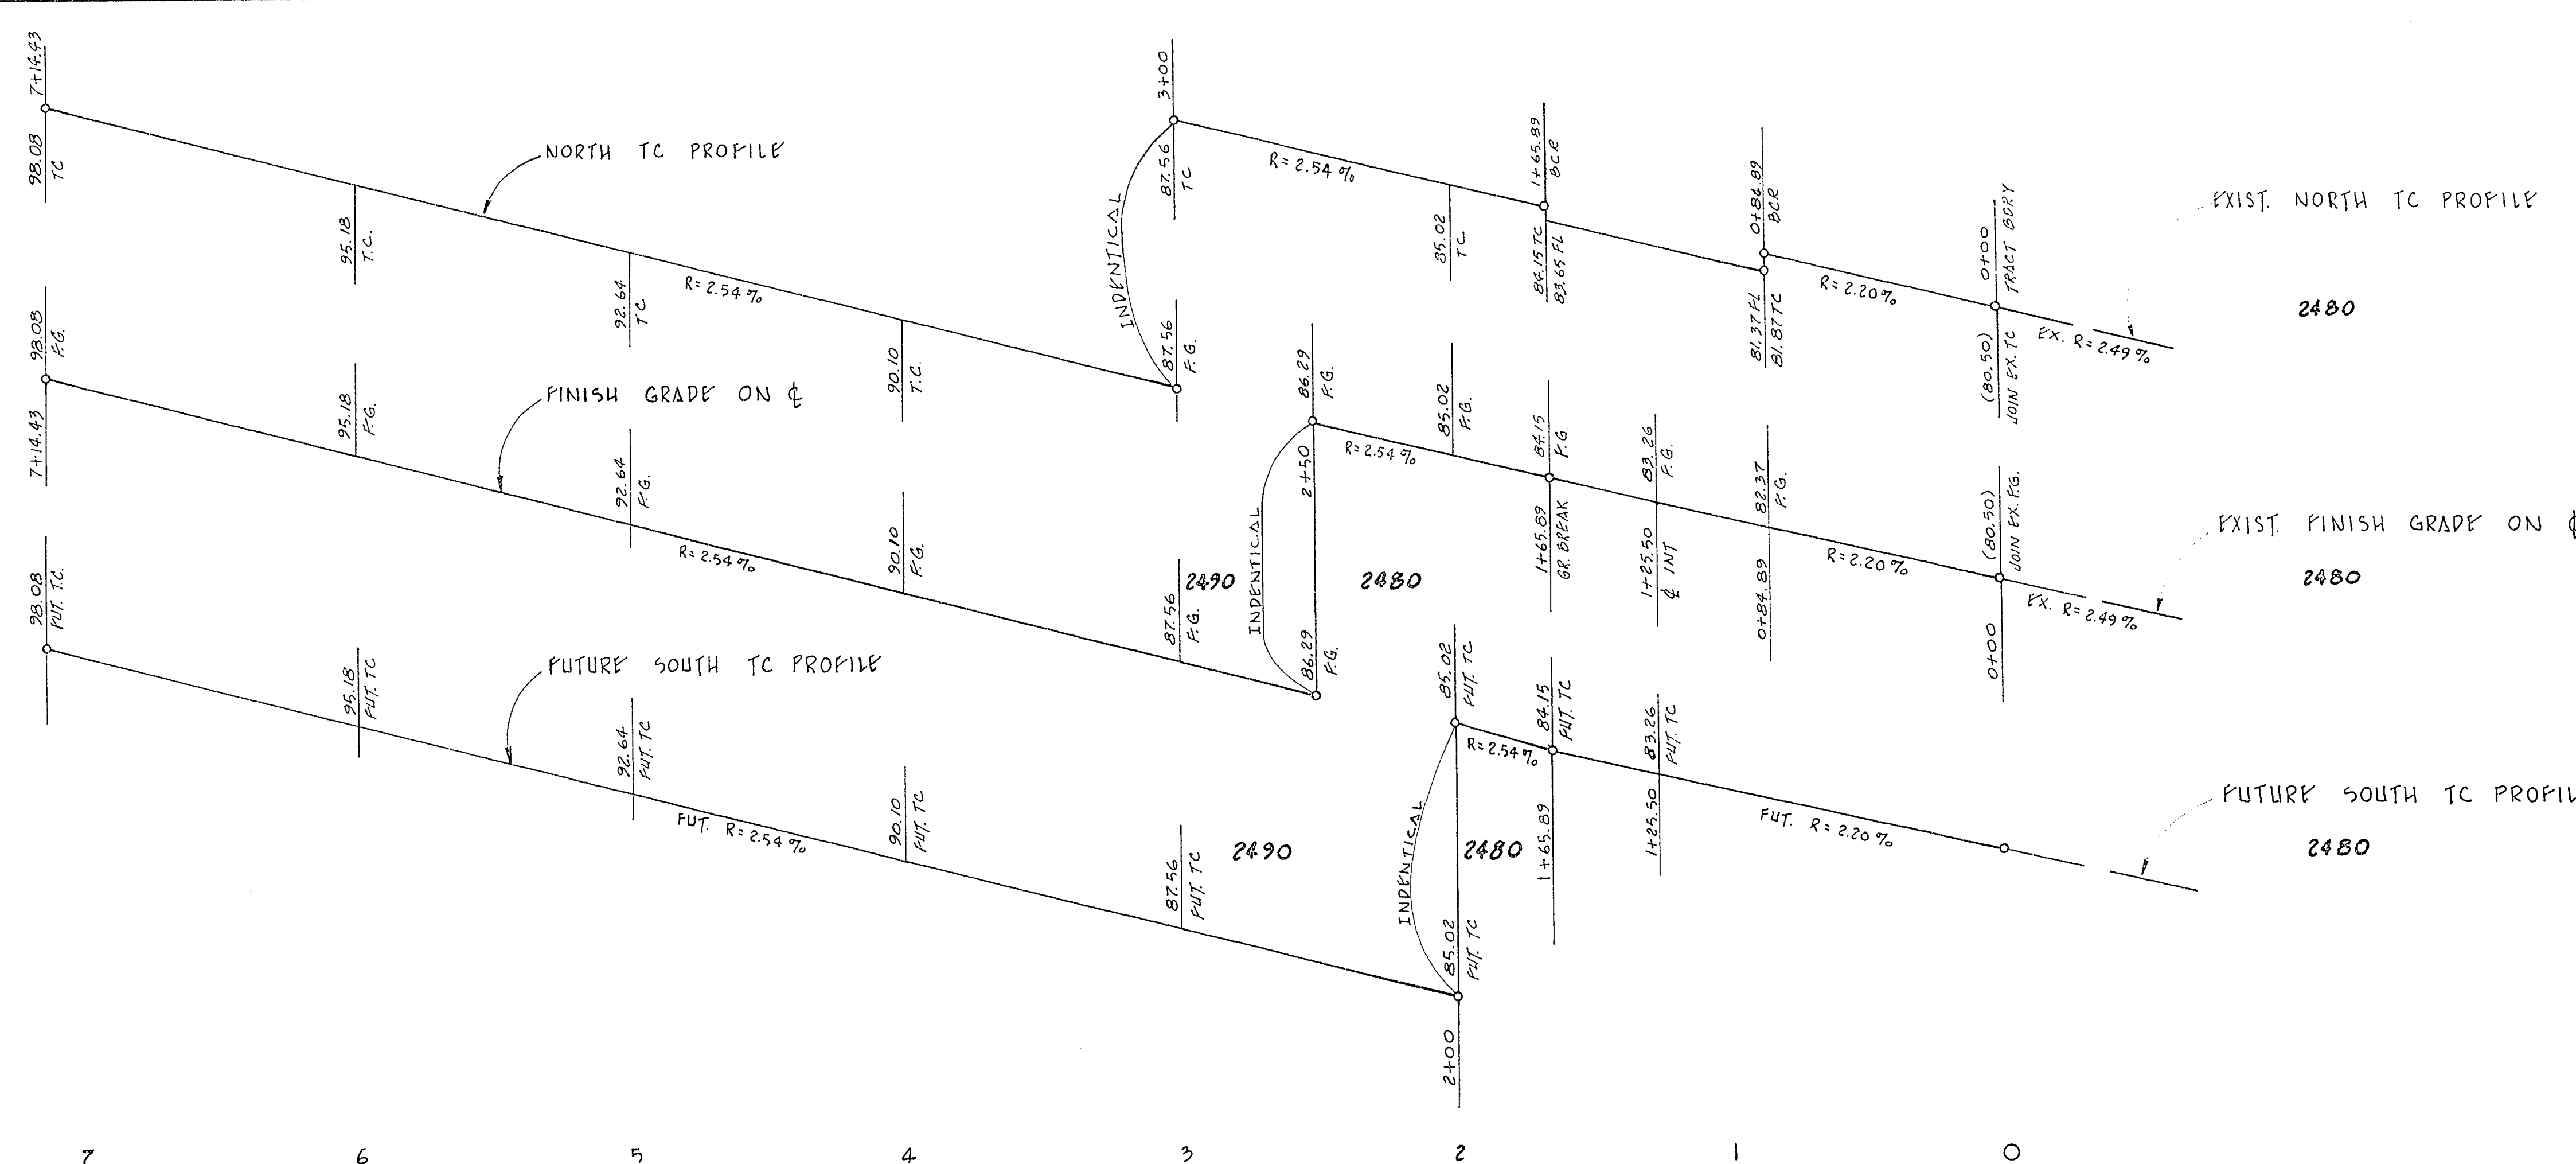 7+14.43
98.08
TC
NORTH TC PROFILE
95.18
T.C.
92.64
TC
R=2.54%
90.10
T.C.
INDENTICAL
3+00
87.56
TC
87.56
F.G.
R=2.54%
85.02
TC
1+65.89
BCR
84.15 TC
83.65 FL
0+84.89
BCR
81.37 FL
81.87 TC
R=2.20%
0+00
TRACT BDRY
(80.50)
JOIN EX. TC
EX. R=2.49%
EXIST. NORTH TC PROFILE
2480
98.08
F.G.
7+14.43
FINISH GRADE ON ℄
95.18
F.G.
92.64
F.G.
R=2.54%
90.10
F.G.
87.56
F.G.
2490
INDENTICAL
86.29
F.G.
2+50
86.29
F.G.
2480
R=2.54%
85.02
F.G.
84.15
F.G
1+65.89
GR. BREAK
83.26
F.G.
1+25.50
℄ INT
82.37
F.G.
0+84.89
R=2.20%
(80.50)
JOIN EX. F.G.
0+00
EX. R=2.49%
EXIST. FINISH GRADE ON ℄
2480
98.08
FUT. T.C.
FUTURE SOUTH TC PROFILE
95.18
FUT. TC
92.64
FUT. TC
FUT. R=2.54%
90.10
FUT. TC
87.56
FUT. TC
2490
INDENTICAL
85.02
FUT. TC
85.02
FUT. TC
2+00
2480
R=2.54%
84.15
FUT. TC
1+65.89
83.26
FUT. TC
1+25.50
FUT. R=2.20%
FUTURE SOUTH TC PROFIL
2480
7 6 5 4 3 2 1 0